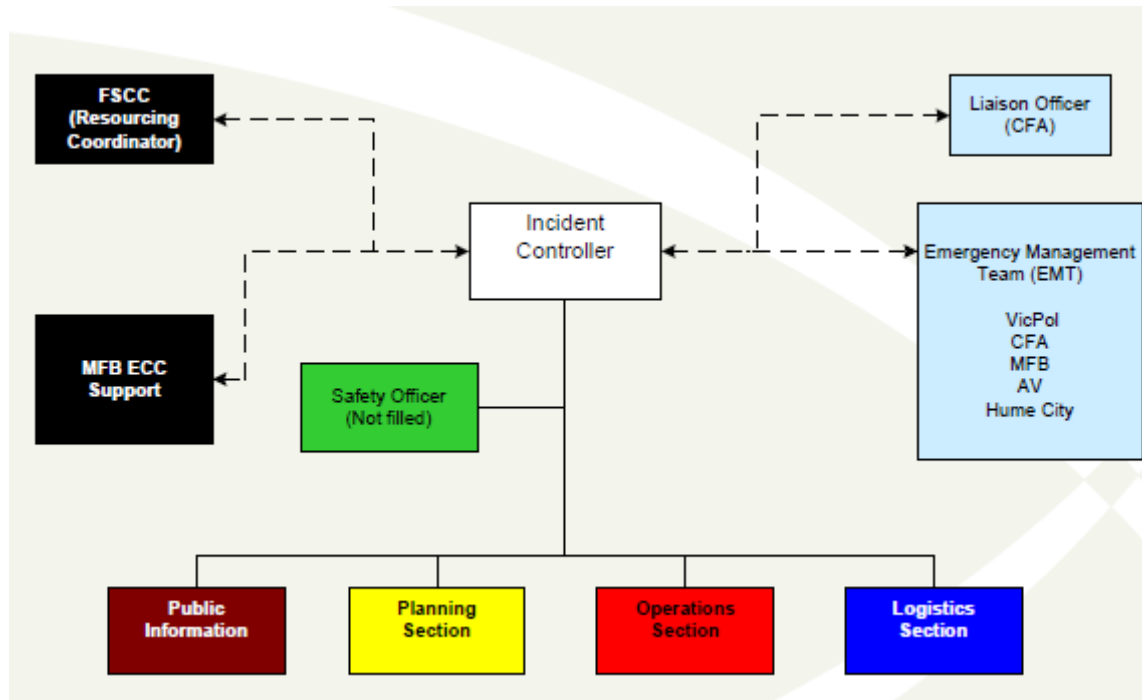 FSCC
(Resourcing
Coordinator)
Liaison Officer
(CFA)
Incident
Controller
Emergency Management
Team (EMT)
VicPol
CFA
MFB
AV
Hume City
MFB ECC
Support
Safety Officer
(Not filled)
Public
Information
Planning
Section
Operations
Section
Logistics
Section